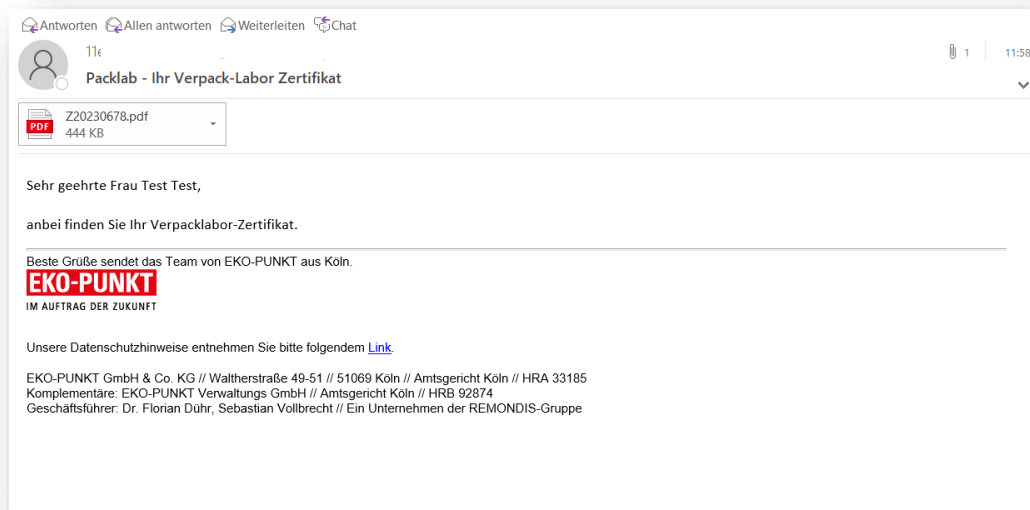 Antworten Allen antworten Weiterleiten Chat
1 11:58
Packlab - Ihr Verpack-Labor Zertifikat
PDF
Z20230678.pdf
444 KB
Sehr geehrte Frau Test Test,
anbei finden Sie Ihr Verpacklabor-Zertifikat.
Beste Grüße sendet das Team von EKO-PUNKT aus Köln.
EKO-PUNKT
IM AUFTRAG DER ZUKUNFT
Unsere Datenschutzhinweise entnehmen Sie bitte folgendem Link.
EKO-PUNKT GmbH & Co. KG // Waltherstraße 49-51 // 51069 Köln // Amtsgericht Köln // HRA 33185
Komplementäre: EKO-PUNKT Verwaltungs GmbH // Amtsgericht Köln // HRB 92874
Geschäftsführer: Dr. Florian Dühr, Sebastian Vollbrecht // Ein Unternehmen der REMONDIS-Gruppe